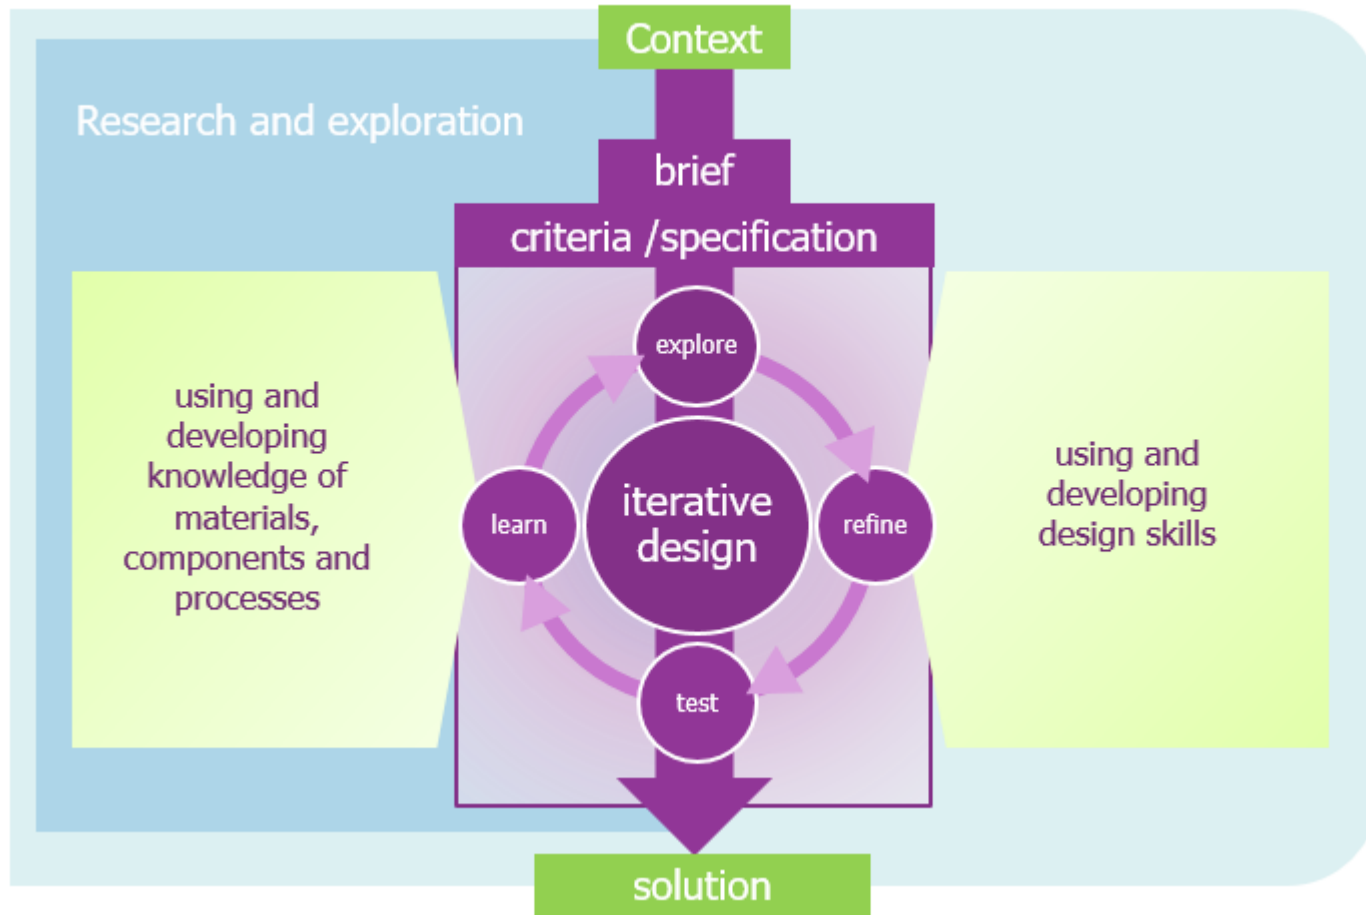 Context
Research and exploration
brief
criteria /specification
explore
using and
developing
knowledge of
materials,
components and
processes
learn
iterative
design
refine
using and
developing
design skills
test
solution